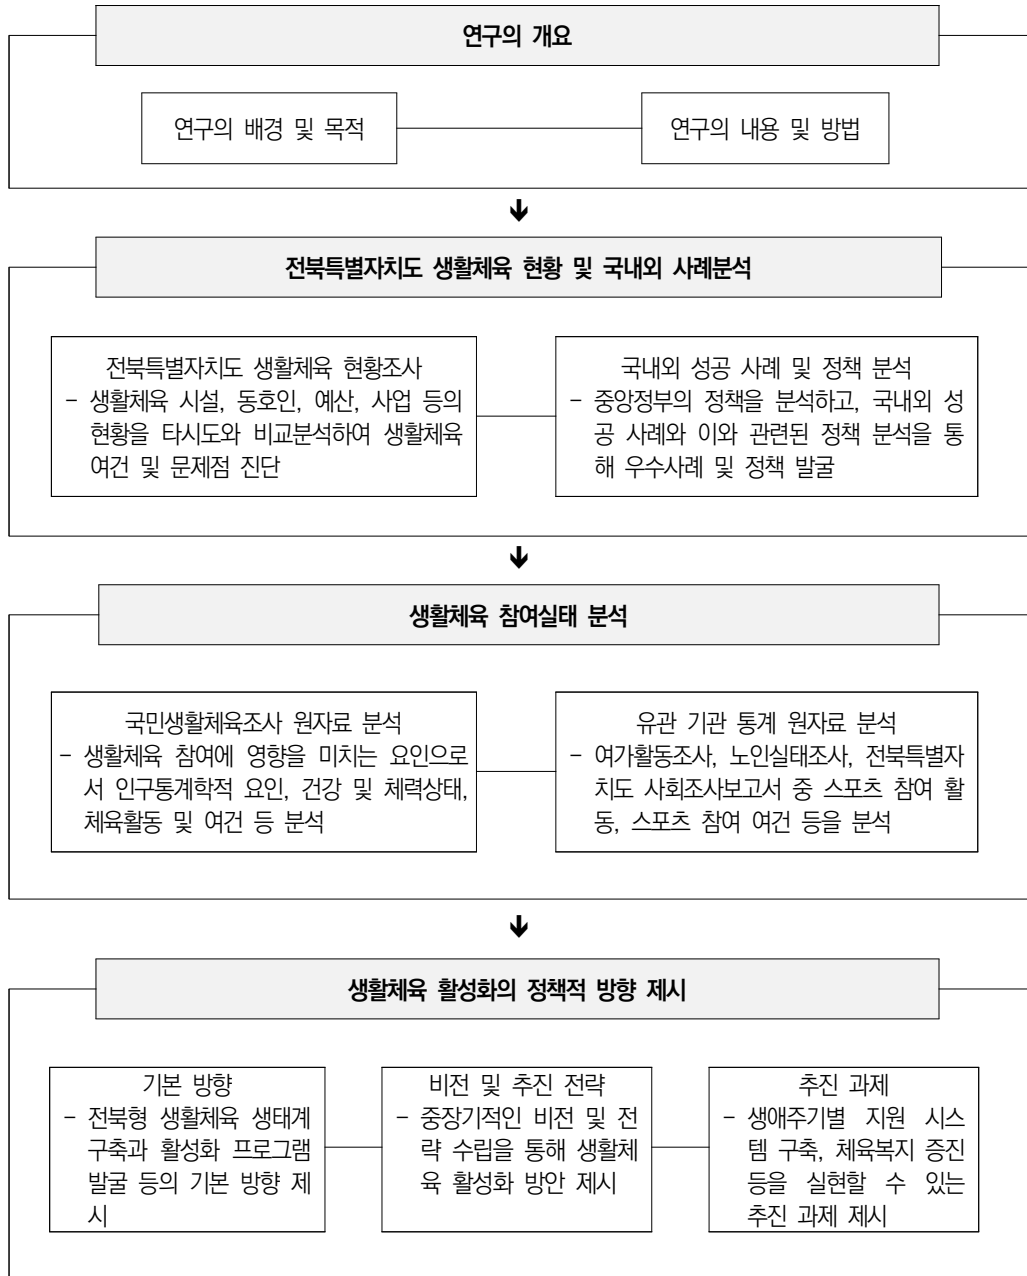 연구의 개요
연구의 배경 및 목적
연구의 내용 및 방법
전북특별자치도 생활체육 현황 및 국내외 사례분석
전북특별자치도 생활체육 현황조사
- 생활체육 시설, 동호인, 예산, 사업 등의
현황을 타시도와 비교분석하여 생활체육
여건 및 문제점 진단
국내외 성공 사례 및 정책 분석
- 중앙정부의 정책을 분석하고, 국내외 성
공 사례와 이와 관련된 정책 분석을 통
해 우수사례 및 정책 발굴
생활체육 참여실태 분석
국민생활체육조사 원자료 분석
- 생활체육 참여에 영향을 미치는 요인으로
서 인구통계학적 요인, 건강 및 체력상태,
체육활동 및 여건 등 분석
유관 기관 통계 원자료 분석
- 여가활동조사, 노인실태조사, 전북특별자
치도 사회조사보고서 중 스포츠 참여 활
동, 스포츠 참여 여건 등을 분석
생활체육 활성화의 정책적 방향 제시
기본 방향
- 전북형 생활체육 생태계
구축과 활성화 프로그램
발굴 등의 기본 방향 제
시
비전 및 추진 전략
- 중장기적인 비전 및 전
략 수립을 통해 생활체
육 활성화 방안 제시
추진 과제
- 생애주기별 지원 시스
템 구축, 체육복지 증진
등을 실현할 수 있는
추진 과제 제시